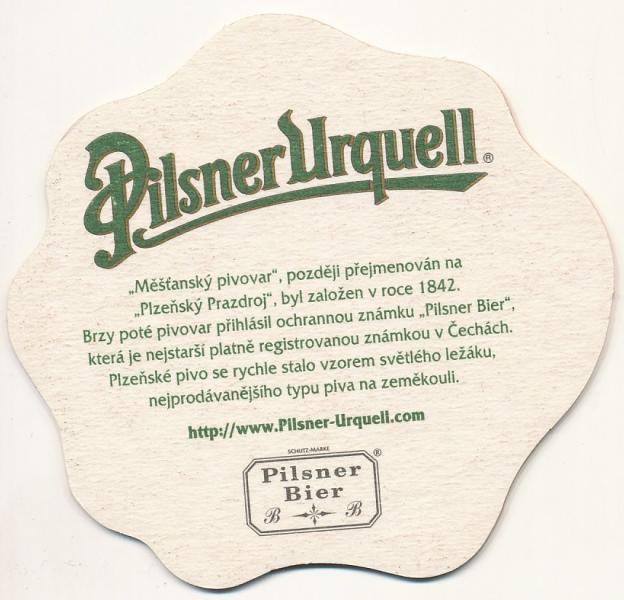 Pilsner Urquell ®
„Měšťanský pivovar“, později přejmenován na
„Plzeňský Prazdroj“, byl založen v roce 1842.
Brzy poté pivovar přihlásil ochrannou známku „Pilsner Bier“,
která je nejstarší platně registrovanou známkou v Čechách.
Plzeňské pivo se rychle stalo vzorem světlého ležáku,
nejprodávanějšího typu piva na zeměkouli.
http://www.Pilsner-Urquell.com
SCHUTZ-MARKE
®
Pilsner
Bier
B B